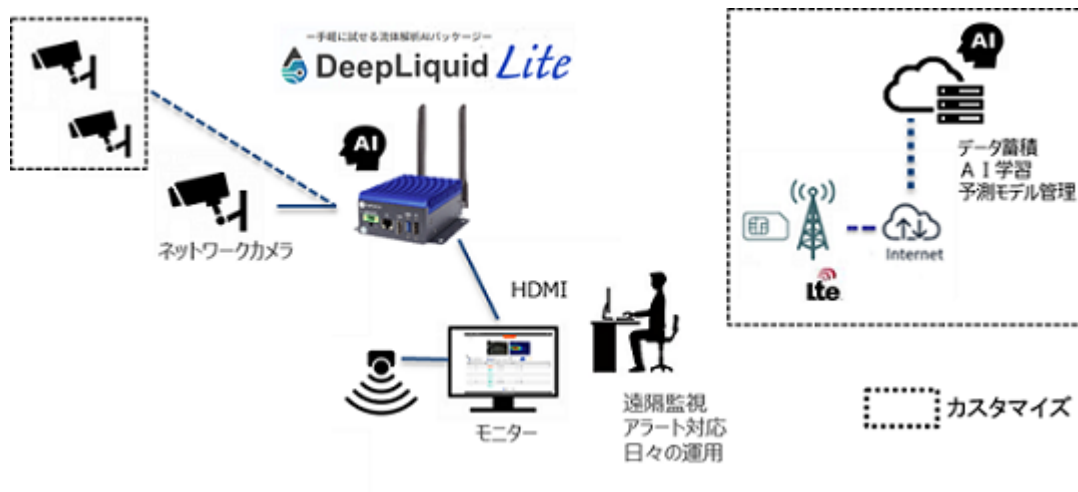 ー手軽に試せる流体解析AIパッケージー
DeepLiquid Lite
AI
ネットワークカメラ
HDMI
モニター
遠隔監視
アラート対応
日々の運用
AI
データ蓄積
AI学習
予測モデル管理
Internet
lte
カスタマイズ